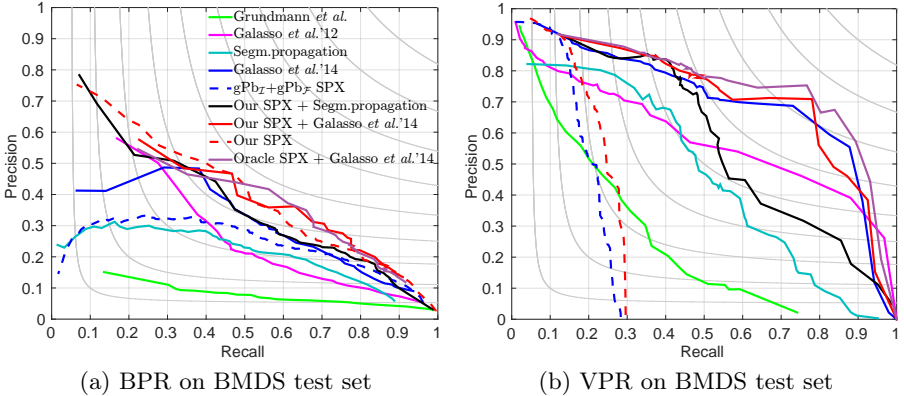 Precision
1
0.9
0.8
0.7
0.6
0.5
0.4
0.3
0.2
0.1
0
Grundmann et al.
Galasso et al.'12
Segm.propagation
Galasso et al.'14
gPbI+gPbF SPX
Our SPX + Segm.propagation
Our SPX + Galasso et al.'14
Our SPX
Oracle SPX + Galasso et al.'14
0 0.1 0.2 0.3 0.4 0.5 0.6 0.7 0.8 0.9 1
Recall
(a) BPR on BMDS test set
Precision
1
0.9
0.8
0.7
0.6
0.5
0.4
0.3
0.2
0.1
0
0 0.1 0.2 0.3 0.4 0.5 0.6 0.7 0.8 0.9 1
Recall
(b) VPR on BMDS test set